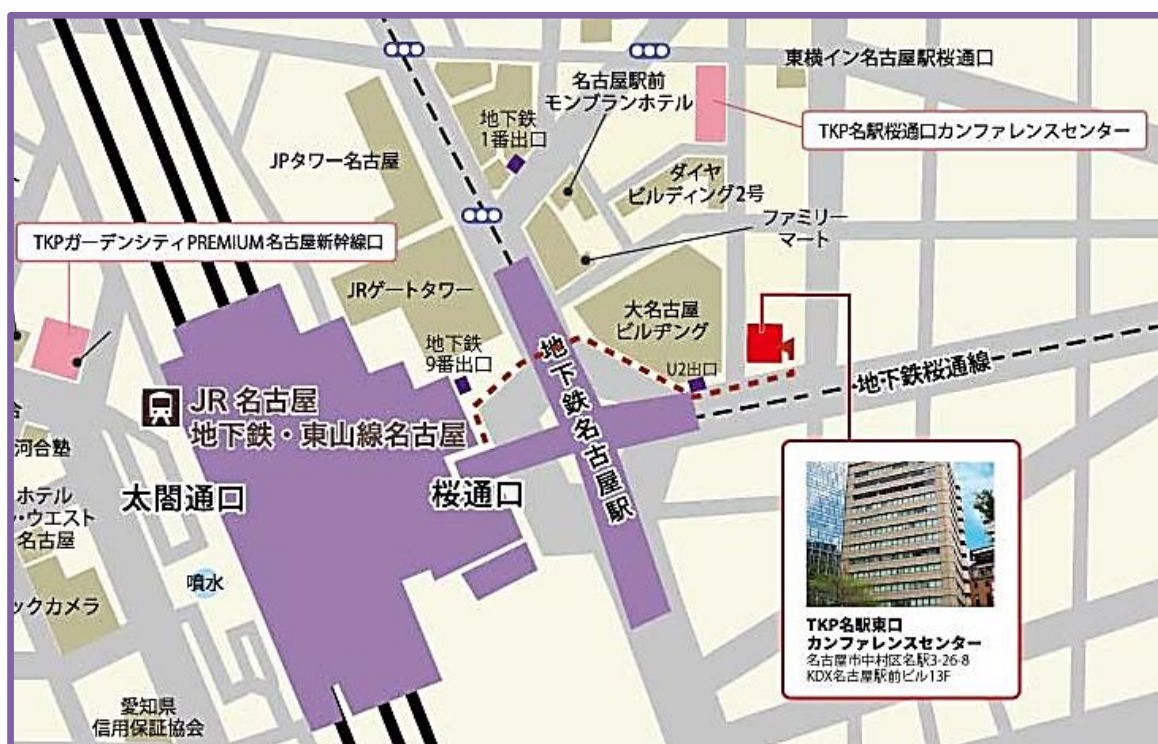 東横イン名古屋駅桜通口
名古屋駅前
モンブランホテル
TKP名駅桜通口カンファレンスセンター
地下鉄
1番出口
JPタワー名古屋
ダイヤ
ビルディング2号
ファミリー
マート
TKPガーデンシティPREMIUM名古屋新幹線口
JRゲートタワー
大名古屋
ビルヂング
地下鉄
9番出口
U2出口
地下鉄桜通線
地下鉄名古屋駅
JR 名古屋
地下鉄・東山線名古屋
河合塾
太閤通口
桜通口
ホテル
ル・ウエスト
名古屋
噴水
ックカメラ
TKP名駅東口
カンファレンスセンター
名古屋市中村区名駅3-26-8
KDX名古屋駅前ビル13F
愛知県
信用保証協会